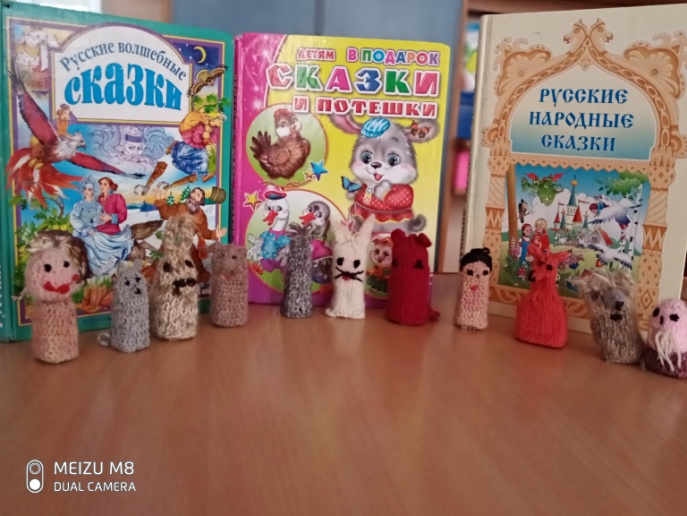 Русские волшебные
сказки
ДЕТЯМ В ПОДАРОК
СКАЗКИ
И ПОТЕШКИ
РУССКИЕ
НАРОДНЫЕ
СКАЗКИ
MEIZU M8
DUAL CAMERA